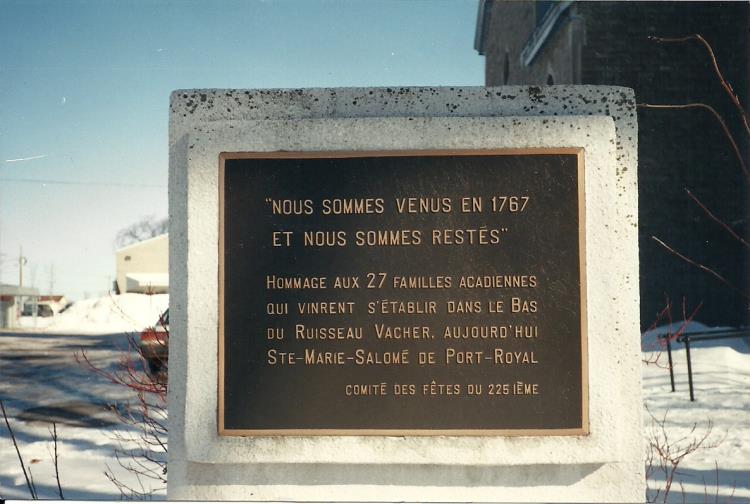 "NOUS SOMMES VENUS EN 1767
ET NOUS SOMMES RESTÉS"
HOMMAGE AUX 27 FAMILLES ACADIENNES
QUI VINRENT S'ÉTABLIR DANS LE BAS
DU RUISSEAU VACHER, AUJOURD'HUI
STE-MARIE-SALOMÉ DE PORT-ROYAL
COMITÉ DES FÊTES DU 225IÈME